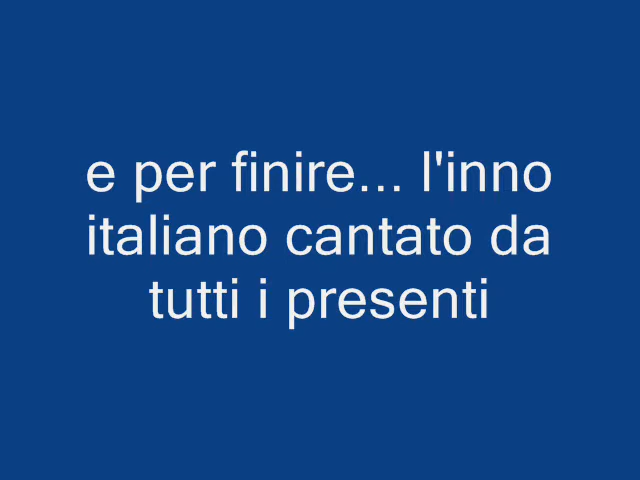 e per finire... l'inno
italiano cantato da
tutti i presenti